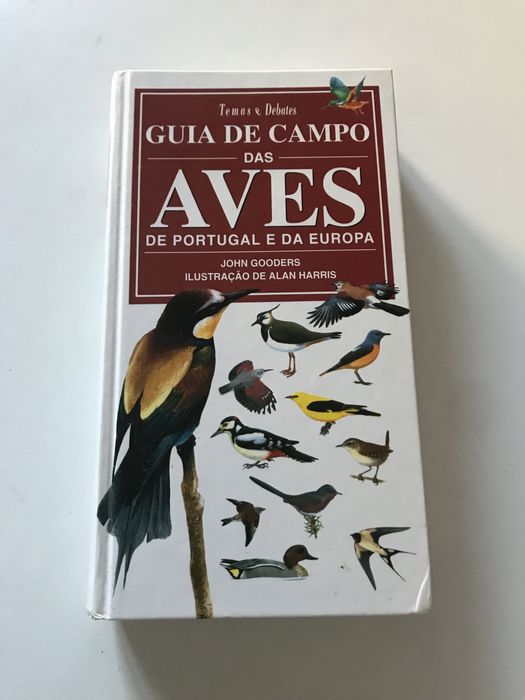 Temas e Debates
GUIA DE CAMPO
DAS
AVES
DE PORTUGAL E DA EUROPA
JOHN GOODERS
ILUSTRAÇÃO DE ALAN HARRIS